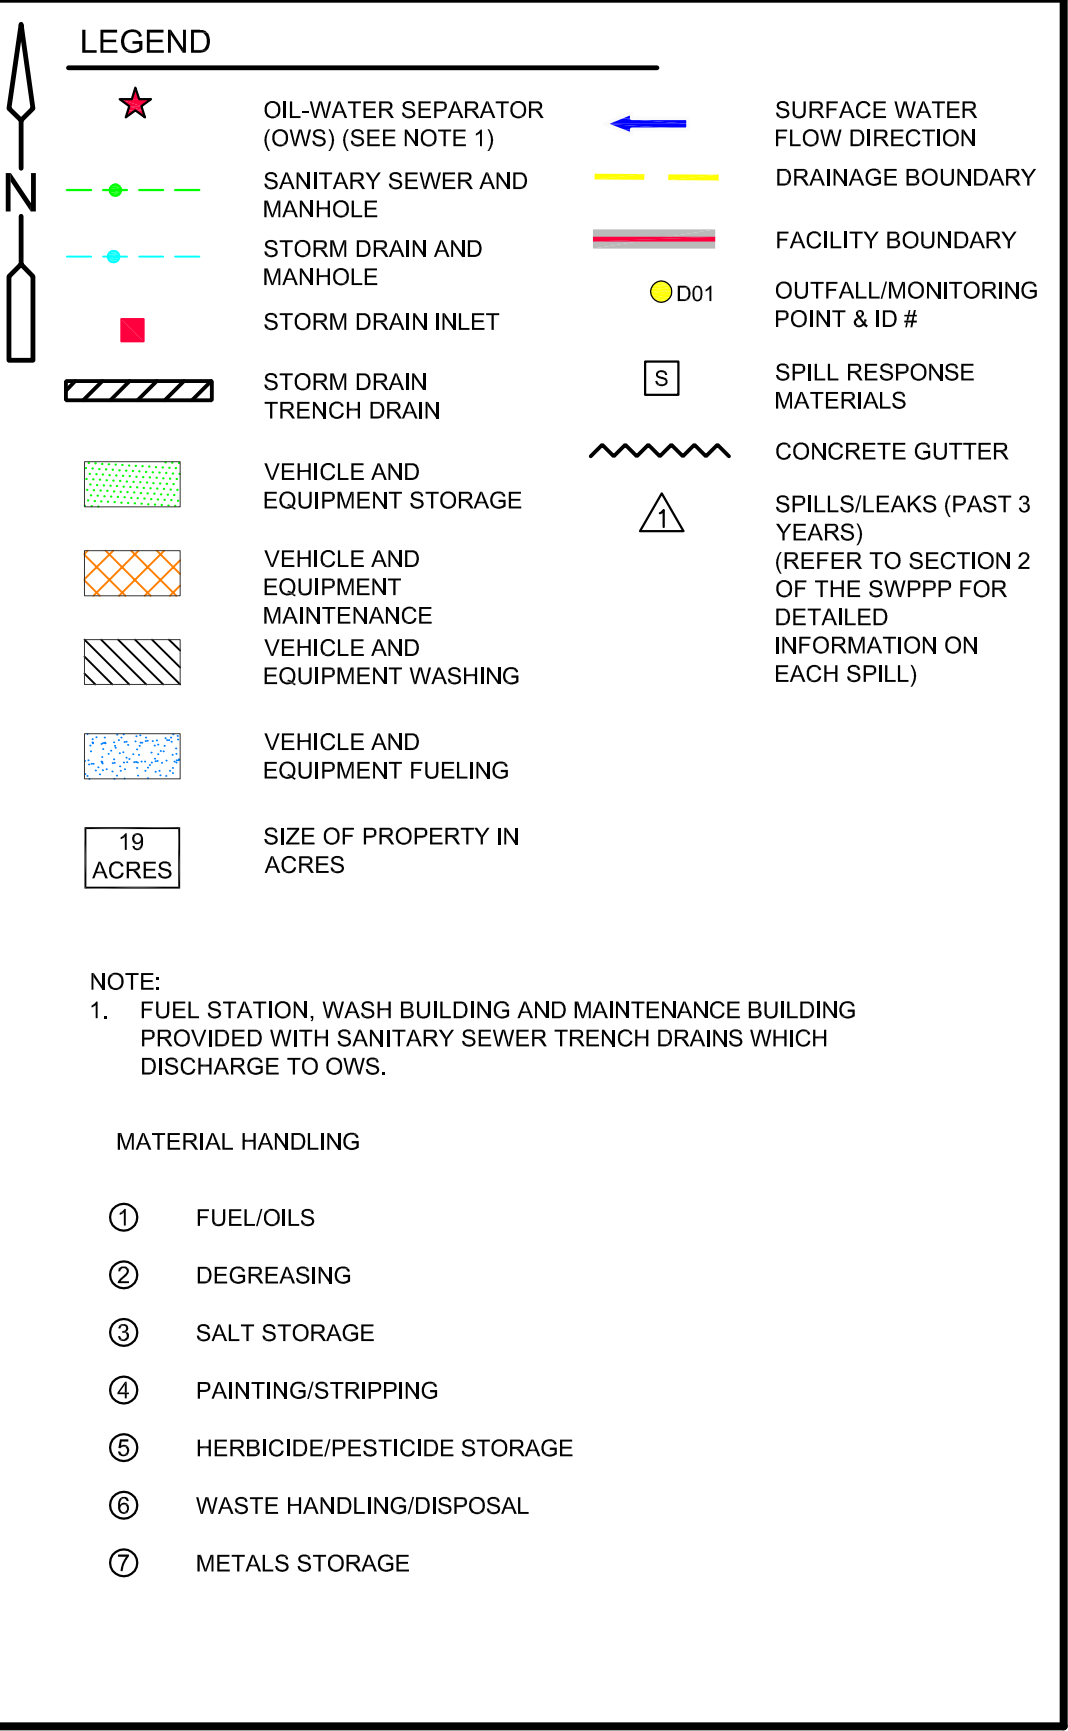 LEGEND
N
OIL-WATER SEPARATOR
(OWS) (SEE NOTE 1)
SANITARY SEWER AND
MANHOLE
STORM DRAIN AND
MANHOLE
STORM DRAIN INLET
STORM DRAIN
TRENCH DRAIN
VEHICLE AND
EQUIPMENT STORAGE
VEHICLE AND
EQUIPMENT
MAINTENANCE
VEHICLE AND
EQUIPMENT WASHING
VEHICLE AND
EQUIPMENT FUELING
19
ACRES
SIZE OF PROPERTY IN
ACRES
SURFACE WATER
FLOW DIRECTION
DRAINAGE BOUNDARY
FACILITY BOUNDARY
D01
OUTFALL/MONITORING
POINT & ID #
S
SPILL RESPONSE
MATERIALS
CONCRETE GUTTER
1
SPILLS/LEAKS (PAST 3
YEARS)
(REFER TO SECTION 2
OF THE SWPPP FOR
DETAILED
INFORMATION ON
EACH SPILL)
NOTE:
1. FUEL STATION, WASH BUILDING AND MAINTENANCE BUILDING
PROVIDED WITH SANITARY SEWER TRENCH DRAINS WHICH
DISCHARGE TO OWS.
MATERIAL HANDLING
1 FUEL/OILS
2 DEGREASING
3 SALT STORAGE
4 PAINTING/STRIPPING
5 HERBICIDE/PESTICIDE STORAGE
6 WASTE HANDLING/DISPOSAL
7 METALS STORAGE